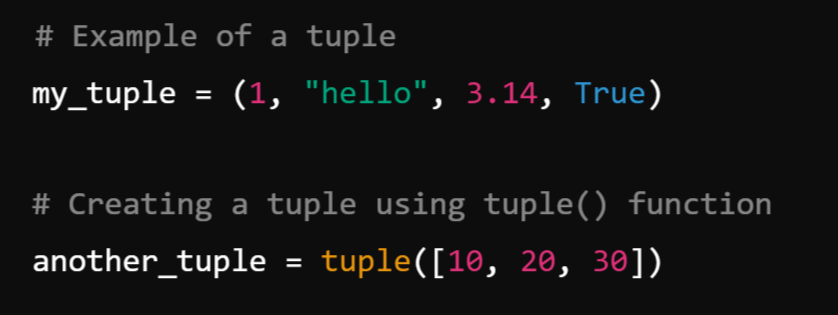 # Example of a tuple
my_tuple = (1, "hello", 3.14, True)
# Creating a tuple using tuple() function
another_tuple = tuple([10, 20, 30])